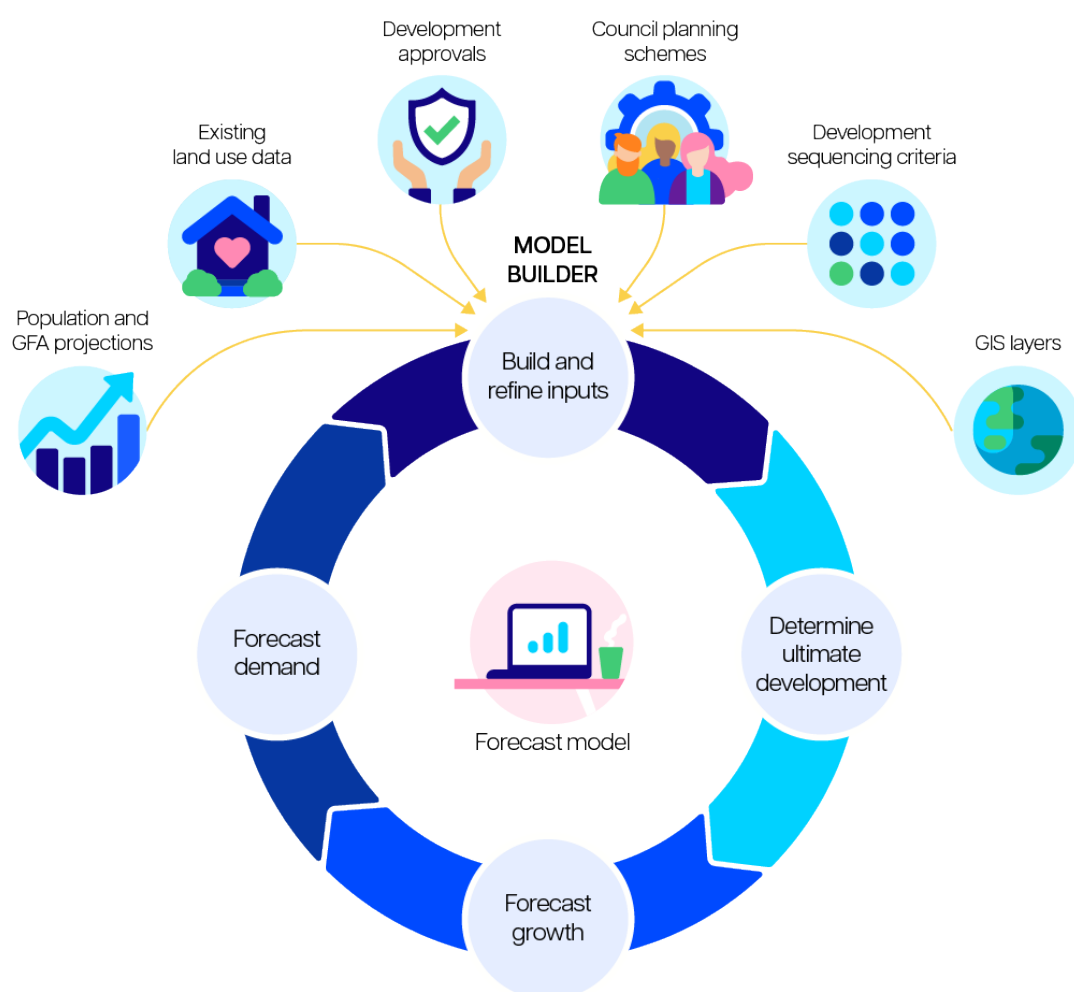 Development
approvals
Council planning
schemes
Existing
land use data
Development
sequencing criteria
Population and
GFA projections
GIS layers
MODEL
BUILDER
Build and
refine inputs
Determine
ultimate
development
Forecast
growth
Forecast
demand
Forecast model